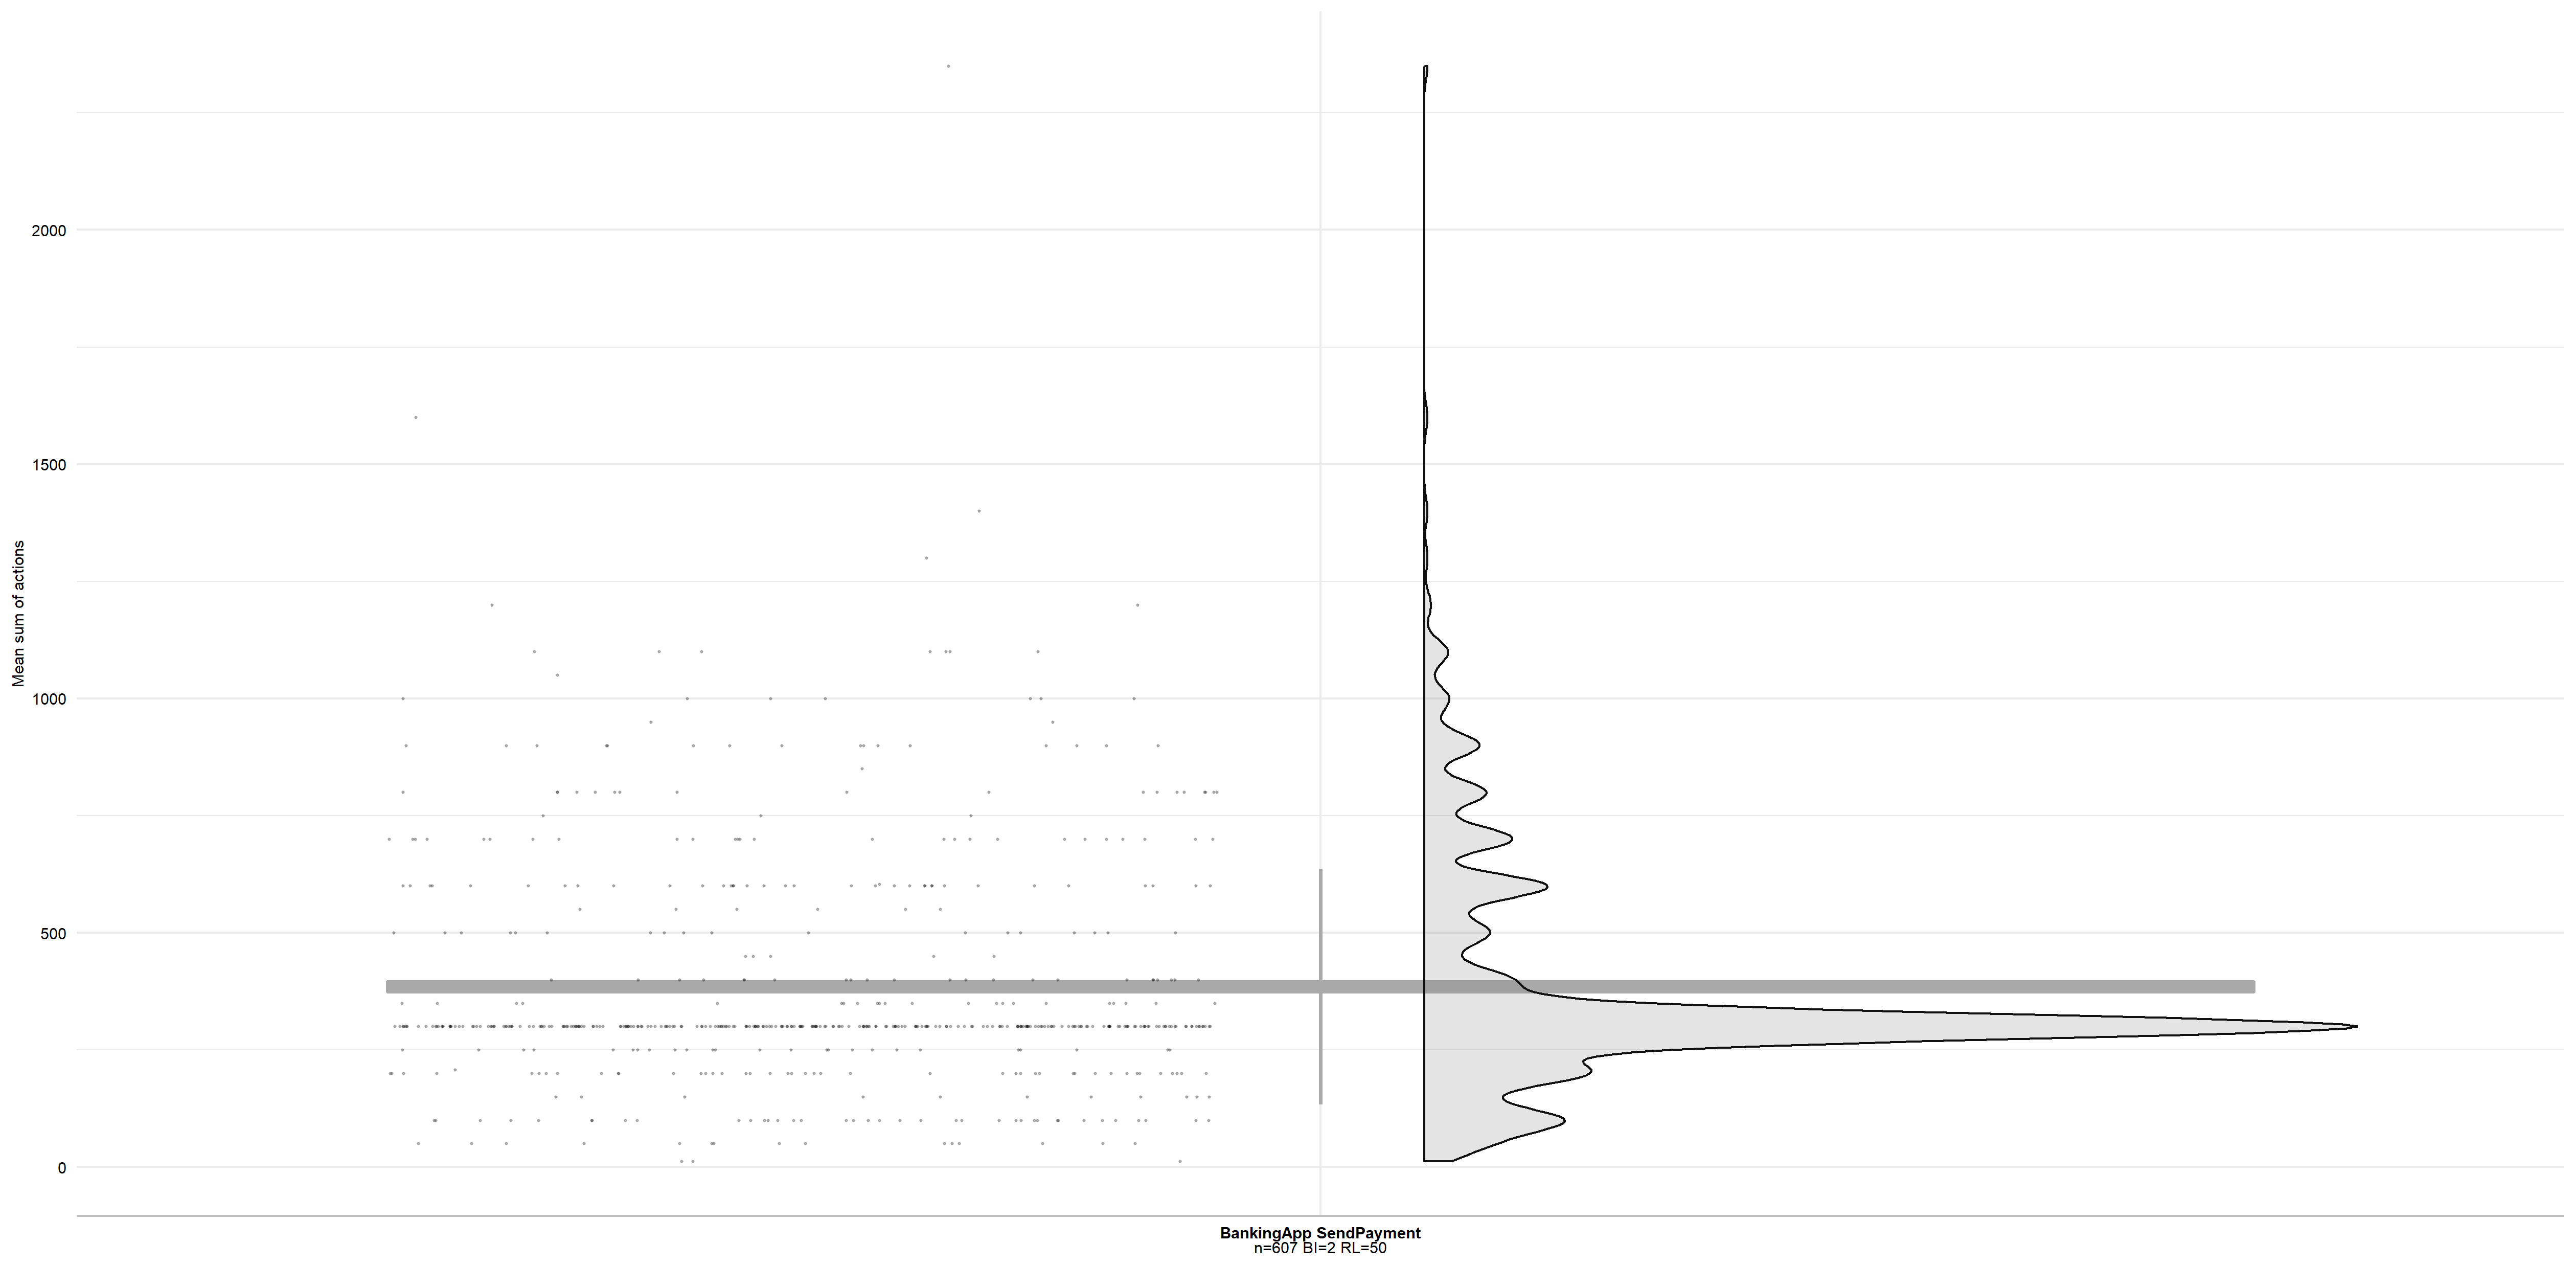 Mean sum of actions
2000
1500
1000
500
0
BankingApp SendPayment
n=607 BI=2 RL=50